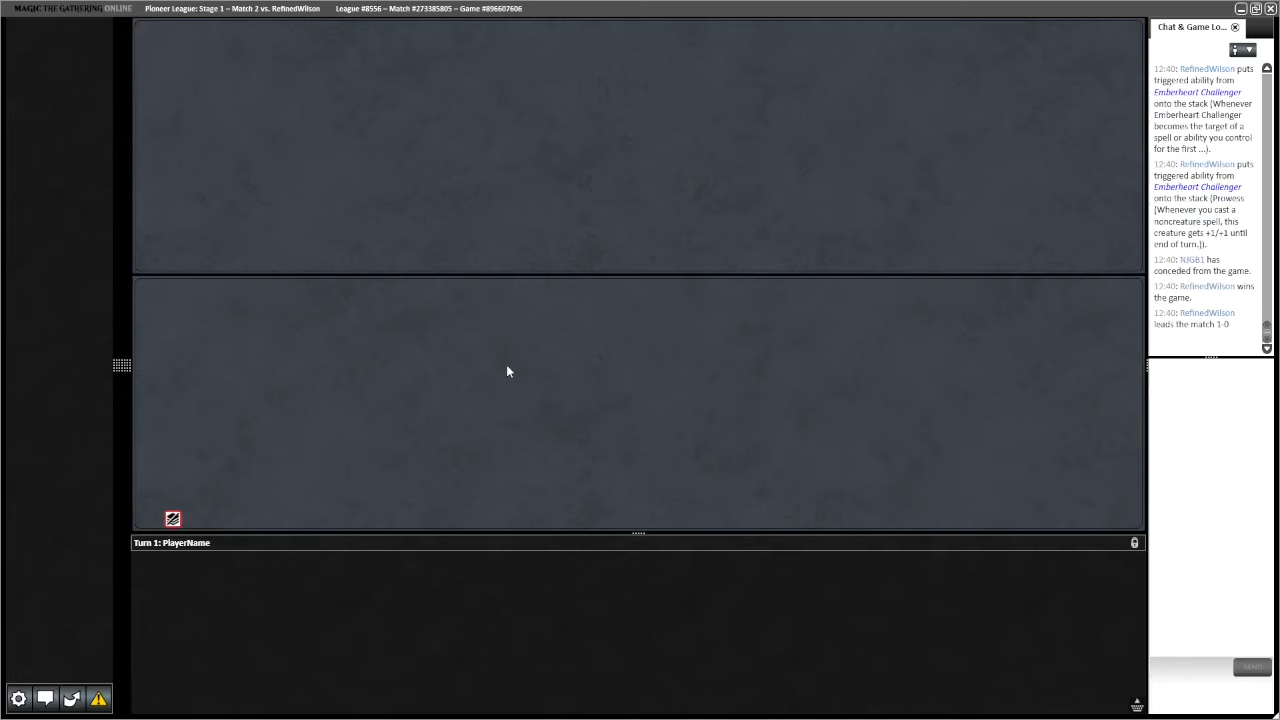 MAGIC THE GATHERING ONLINE
Pioneer League: Stage 1 – Match 2 vs. RefinedWilson
League #8556 – Match #273385805 – Game #896607606
Chat & Game Lo...
12:40: RefinedWilson puts
triggered ability from
Emberheart Challenger
onto the stack (Whenever
Emberheart Challenger
becomes the target of a
spell or ability you control
for the first ...).
12:40: RefinedWilson puts
triggered ability from
Emberheart Challenger
onto the stack (Prowess
(Whenever you cast a
noncreature spell, this
creature gets +1/+1 until
end of turn.)).
12:40: NJGB1 has
conceded from the game.
12:40: RefinedWilson wins
the game.
12:40: RefinedWilson
leads the match 1-0
Turn 1: PlayerName
SEND